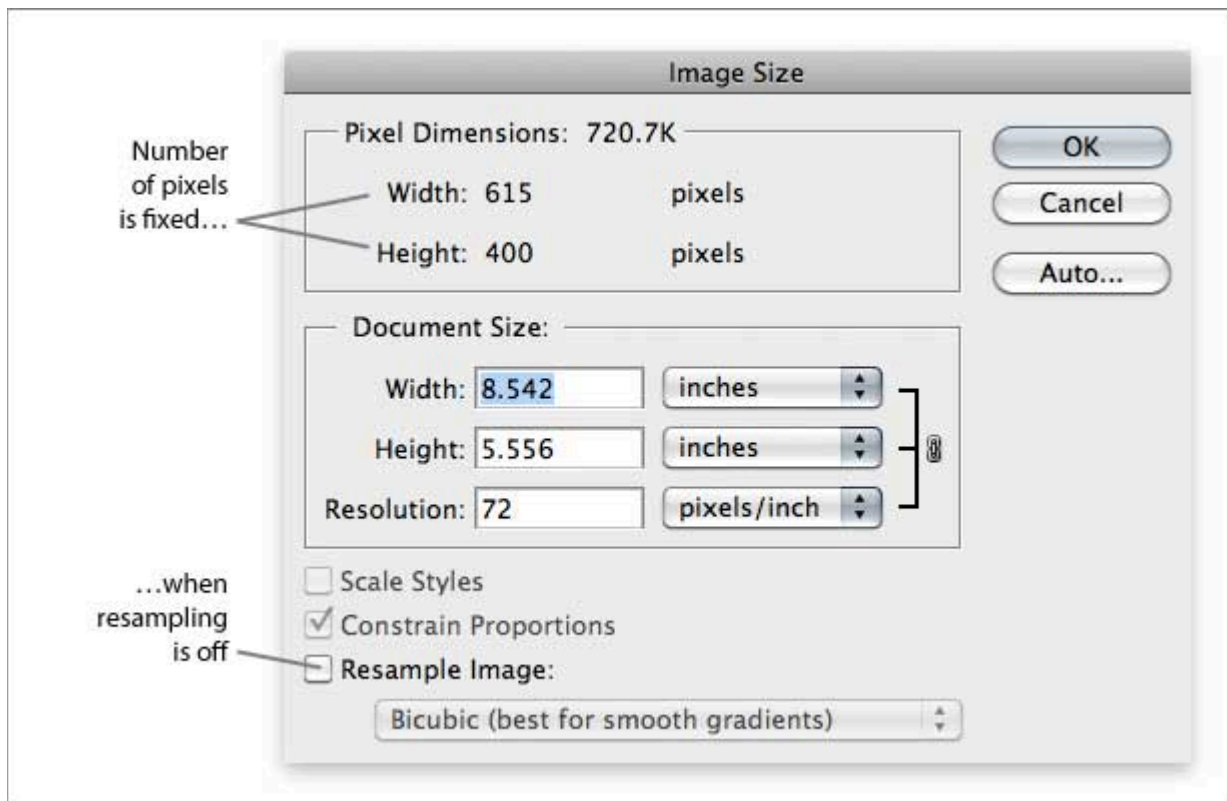 Image Size
Number
of pixels
is fixed…
Pixel Dimensions: 720.7K
Width: 615 pixels
Height: 400 pixels
OK
Cancel
Auto...
Document Size:
Width: 8.542 inches
Height: 5.556 inches
Resolution: 72 pixels/inch
…when
resampling
is off
Scale Styles
Constrain Proportions
Resample Image:
Bicubic (best for smooth gradients)